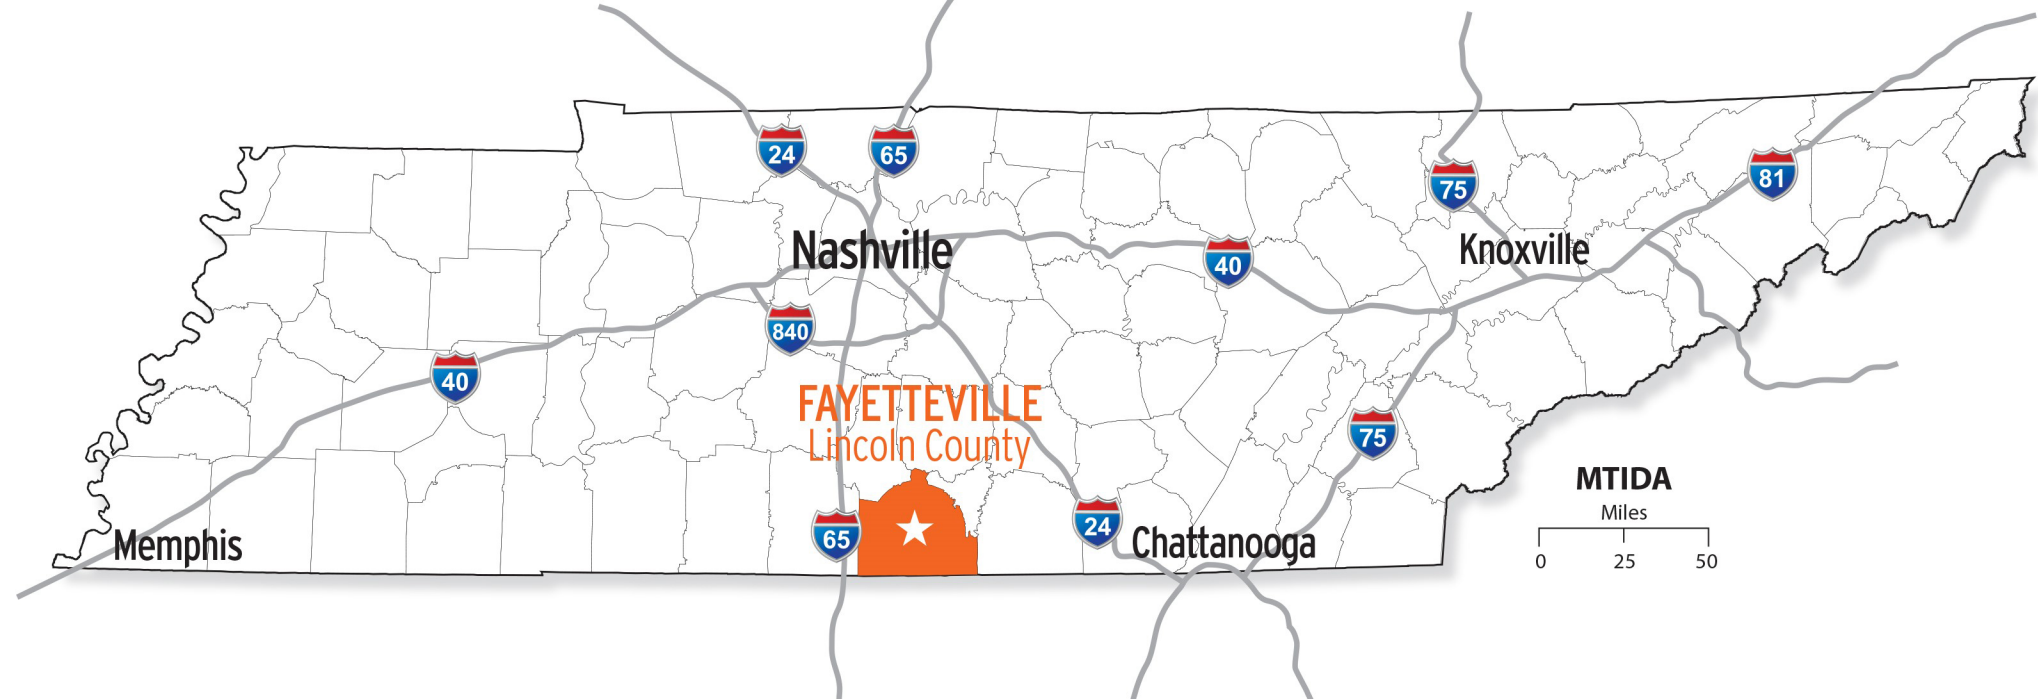 24
65
75
81
Nashville
Knoxville
40
840
40
FAYETTEVILLE
Lincoln County
75
MTIDA
Miles
0 25 50
65
24
Chattanooga
Memphis